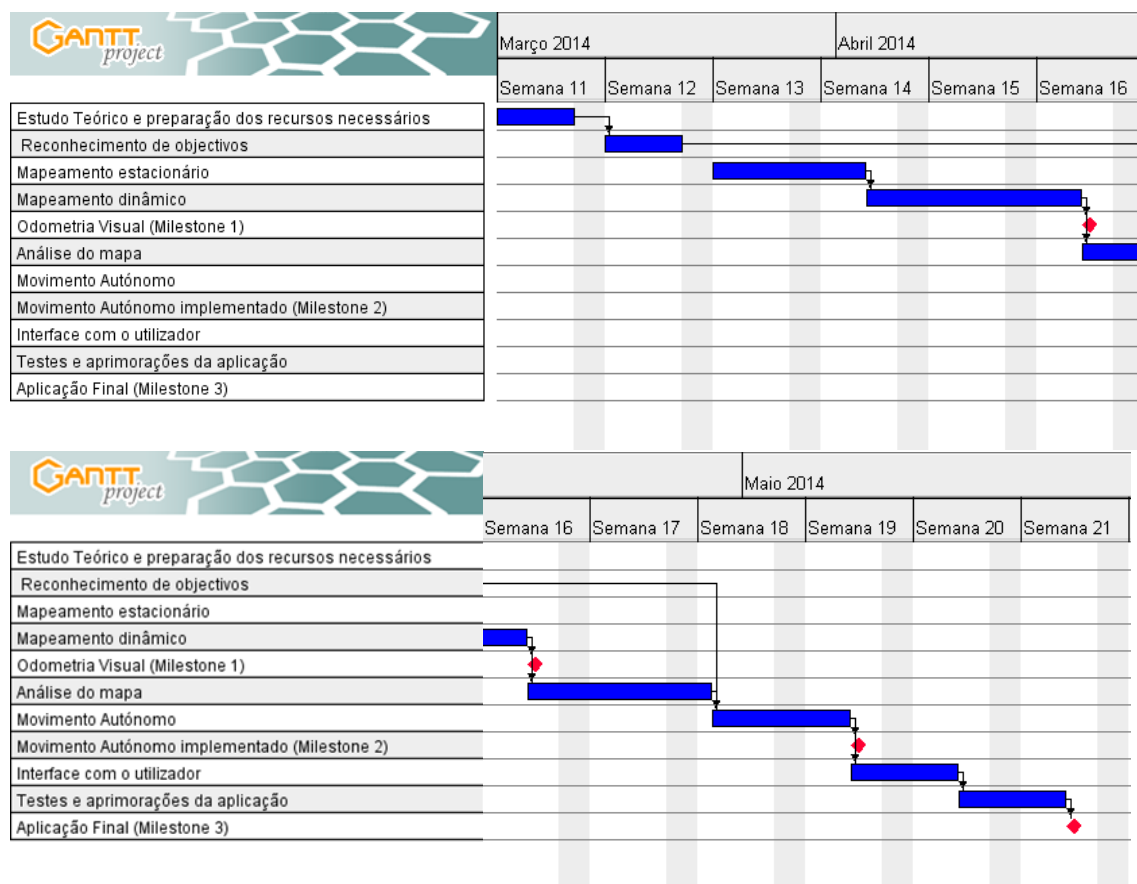 GANTT
project
Março 2014
Abril 2014
Semana 11
Semana 12
Semana 13
Semana 14
Semana 15
Semana 16
Estudo Teórico e preparação dos recursos necessários
Reconhecimento de objectivos
Mapeamento estacionário
Mapeamento dinâmico
Odometria Visual (Milestone 1)
Análise do mapa
Movimento Autónomo
Movimento Autónomo implementado (Milestone 2)
Interface com o utilizador
Testes e aprimorações da aplicação
Aplicação Final (Milestone 3)
GANTT
project
Maio 2014
Semana 16
Semana 17
Semana 18
Semana 19
Semana 20
Semana 21
Estudo Teórico e preparação dos recursos necessários
Reconhecimento de objectivos
Mapeamento estacionário
Mapeamento dinâmico
Odometria Visual (Milestone 1)
Análise do mapa
Movimento Autónomo
Movimento Autónomo implementado (Milestone 2)
Interface com o utilizador
Testes e aprimorações da aplicação
Aplicação Final (Milestone 3)